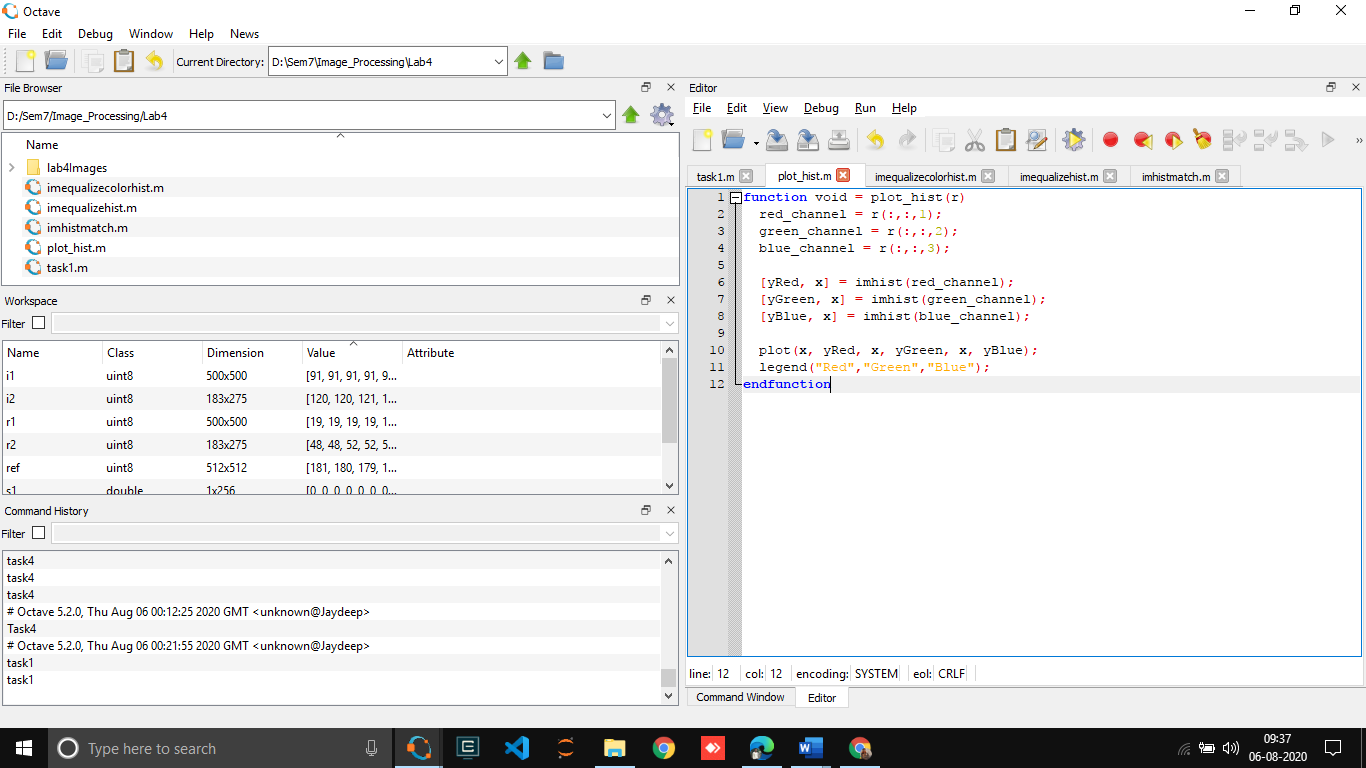 Octave
File Edit Debug Window Help News
Current Directory: D:\Sem7\Image_Processing\Lab4
File Browser
D:/Sem7/Image_Processing/Lab4
Name
lab4Images
imequalizecolorhist.m
imequalizehist.m
imhistmatch.m
plot_hist.m
task1.m
Workspace
Filter
Name Class Dimension Value Attribute
i1 uint8 500x500 [91, 91, 91, 91, 9...
i2 uint8 183x275 [120, 120, 121, 1...
r1 uint8 500x500 [19, 19, 19, 19, 1...
r2 uint8 183x275 [48, 48, 52, 52, 5...
ref uint8 512x512 [181, 180, 179, 1...
s1 double 1x256 [0, 0, 0, 0, 0, 0, 0...
Command History
Filter
task4
task4
task4
# Octave 5.2.0, Thu Aug 06 00:12:25 2020 GMT <unknown@Jaydeep>
Task4
# Octave 5.2.0, Thu Aug 06 00:21:55 2020 GMT <unknown@Jaydeep>
task1
task1
Editor
File Edit View Debug Run Help
task1.m plot_hist.m imequalizecolorhist.m imequalizehist.m imhistmatch.m
1 function void = plot_hist(r)
2 red_channel = r(:,:,1);
3 green_channel = r(:,:,2);
4 blue_channel = r(:,:,3);
5
6 [yRed, x] = imhist(red_channel);
7 [yGreen, x] = imhist(green_channel);
8 [yBlue, x] = imhist(blue_channel);
9
10 plot(x, yRed, x, yGreen, x, yBlue);
11 legend("Red","Green","Blue");
12 endfunction
line: 12 col: 12 encoding: SYSTEM eol: CRLF
Command Window Editor
Type here to search
09:37
06-08-2020